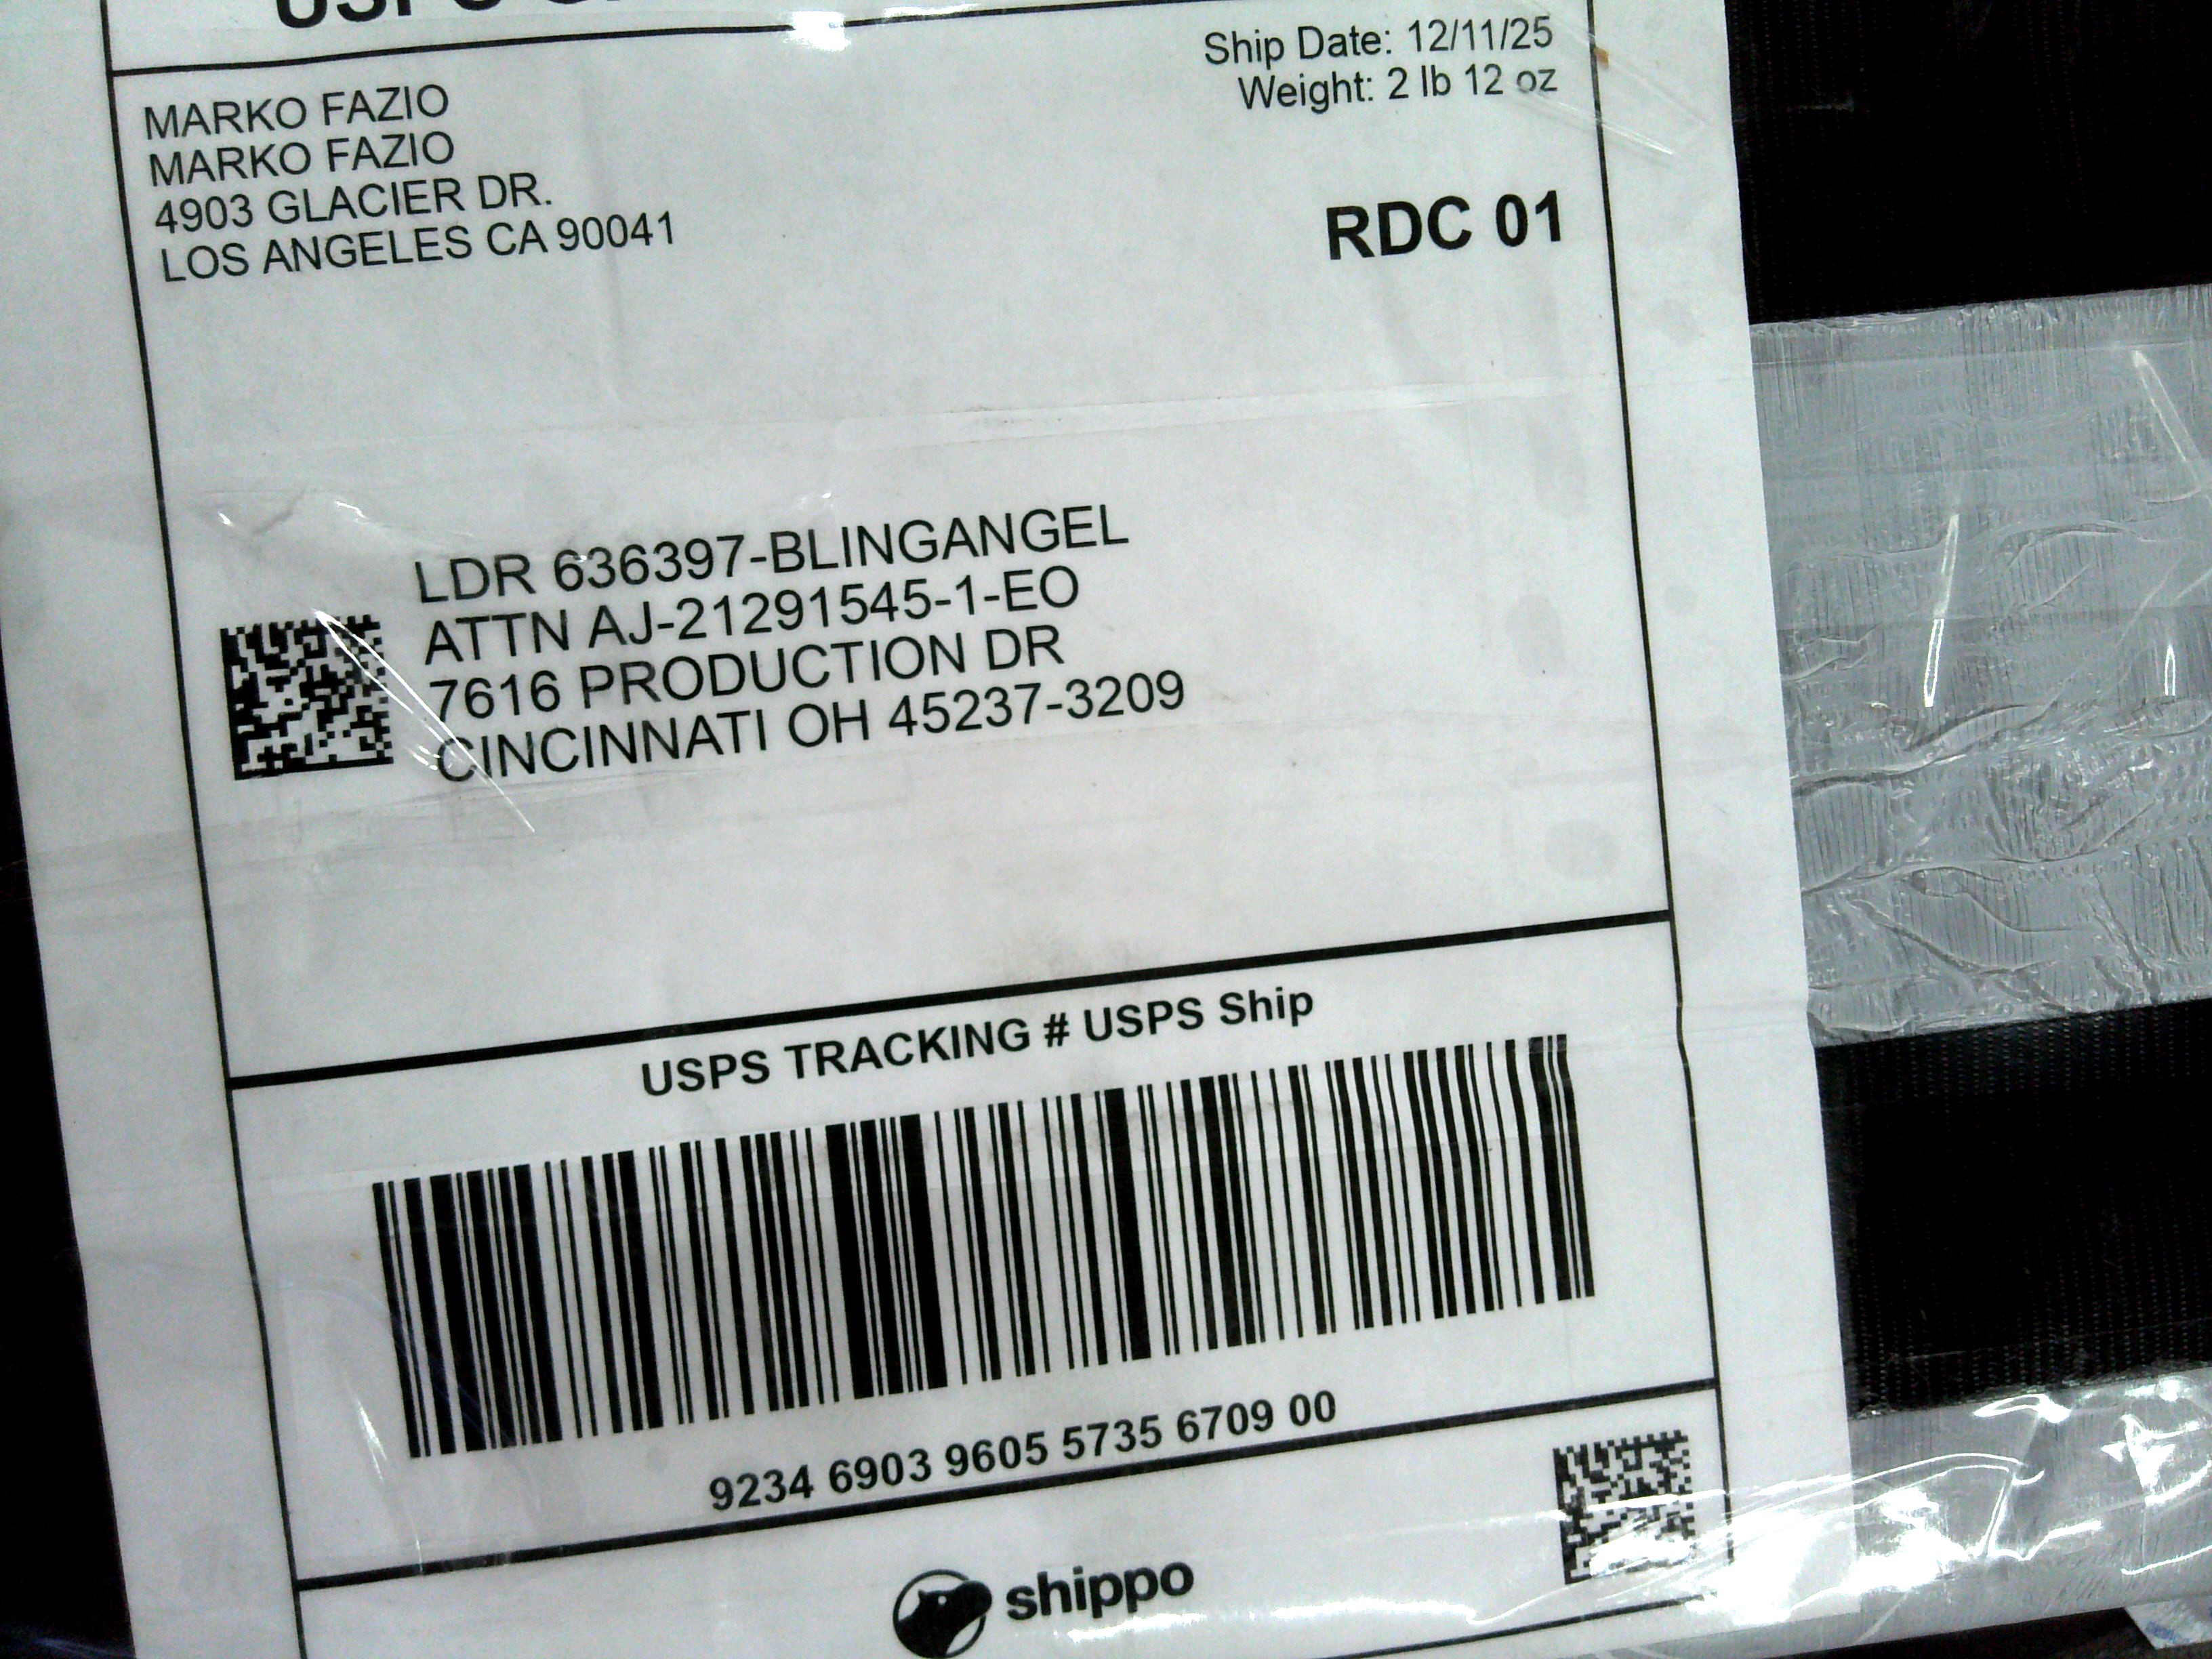 MARKO FAZIO
MARKO FAZIO
4903 GLACIER DR.
LOS ANGELES CA 90041
Ship Date: 12/11/25
Weight: 2 lb 12 oz
RDC 01
LDR 636397-BLINGANGEL
ATTN AJ-21291545-1-EO
7616 PRODUCTION DR
CINCINNATI OH 45237-3209
USPS TRACKING # USPS Ship
9234 6903 9605 5735 6709 00
shippo